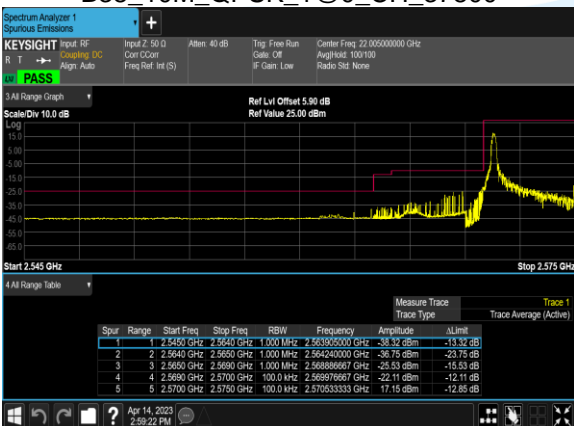 Spectrum Analyzer 1
Spurious Emissions
+
KEYSIGHT Input: RF Input Z: 50 Ω Atten: 40 dB Trig: Free Run Center Freq: 22.005000000 GHz
R T Coupling: DC Corr CCorr Gate: Off Avg|Hold: 100/100
Align: Auto Freq Ref: Int (S) IF Gain: Low Radio Std: None
PASS
3 All Range Graph
Ref Lvl Offset 5.90 dB
Scale/Div 10.0 dB Ref Value 25.00 dBm
Log
15.0
5.00
-5.00
-15.0
-25.0
-35.0
-45.0
-55.0
-65.0
Start 2.545 GHz Stop 2.575 GHz
4 All Range Table
Measure Trace Trace 1
Trace Type Trace Average (Active)
Spur Range Start Freq Stop Freq RBW Frequency Amplitude ΔLimit
1 1 2.5450 GHz 2.5640 GHz 1.000 MHz 2.563905000 GHz -38.32 dBm -13.32 dB
2 2 2.5640 GHz 2.5650 GHz 1.000 MHz 2.564240000 GHz -36.75 dBm -23.75 dB
3 3 2.5650 GHz 2.5690 GHz 1.000 MHz 2.568886667 GHz -25.53 dBm -15.53 dB
4 4 2.5690 GHz 2.5700 GHz 100.0 kHz 2.569976667 GHz -22.11 dBm -12.11 dB
5 5 2.5700 GHz 2.5750 GHz 100.0 kHz 2.570533333 GHz 17.15 dBm -12.85 dB
? Apr 14, 2023
2:59:22 PM